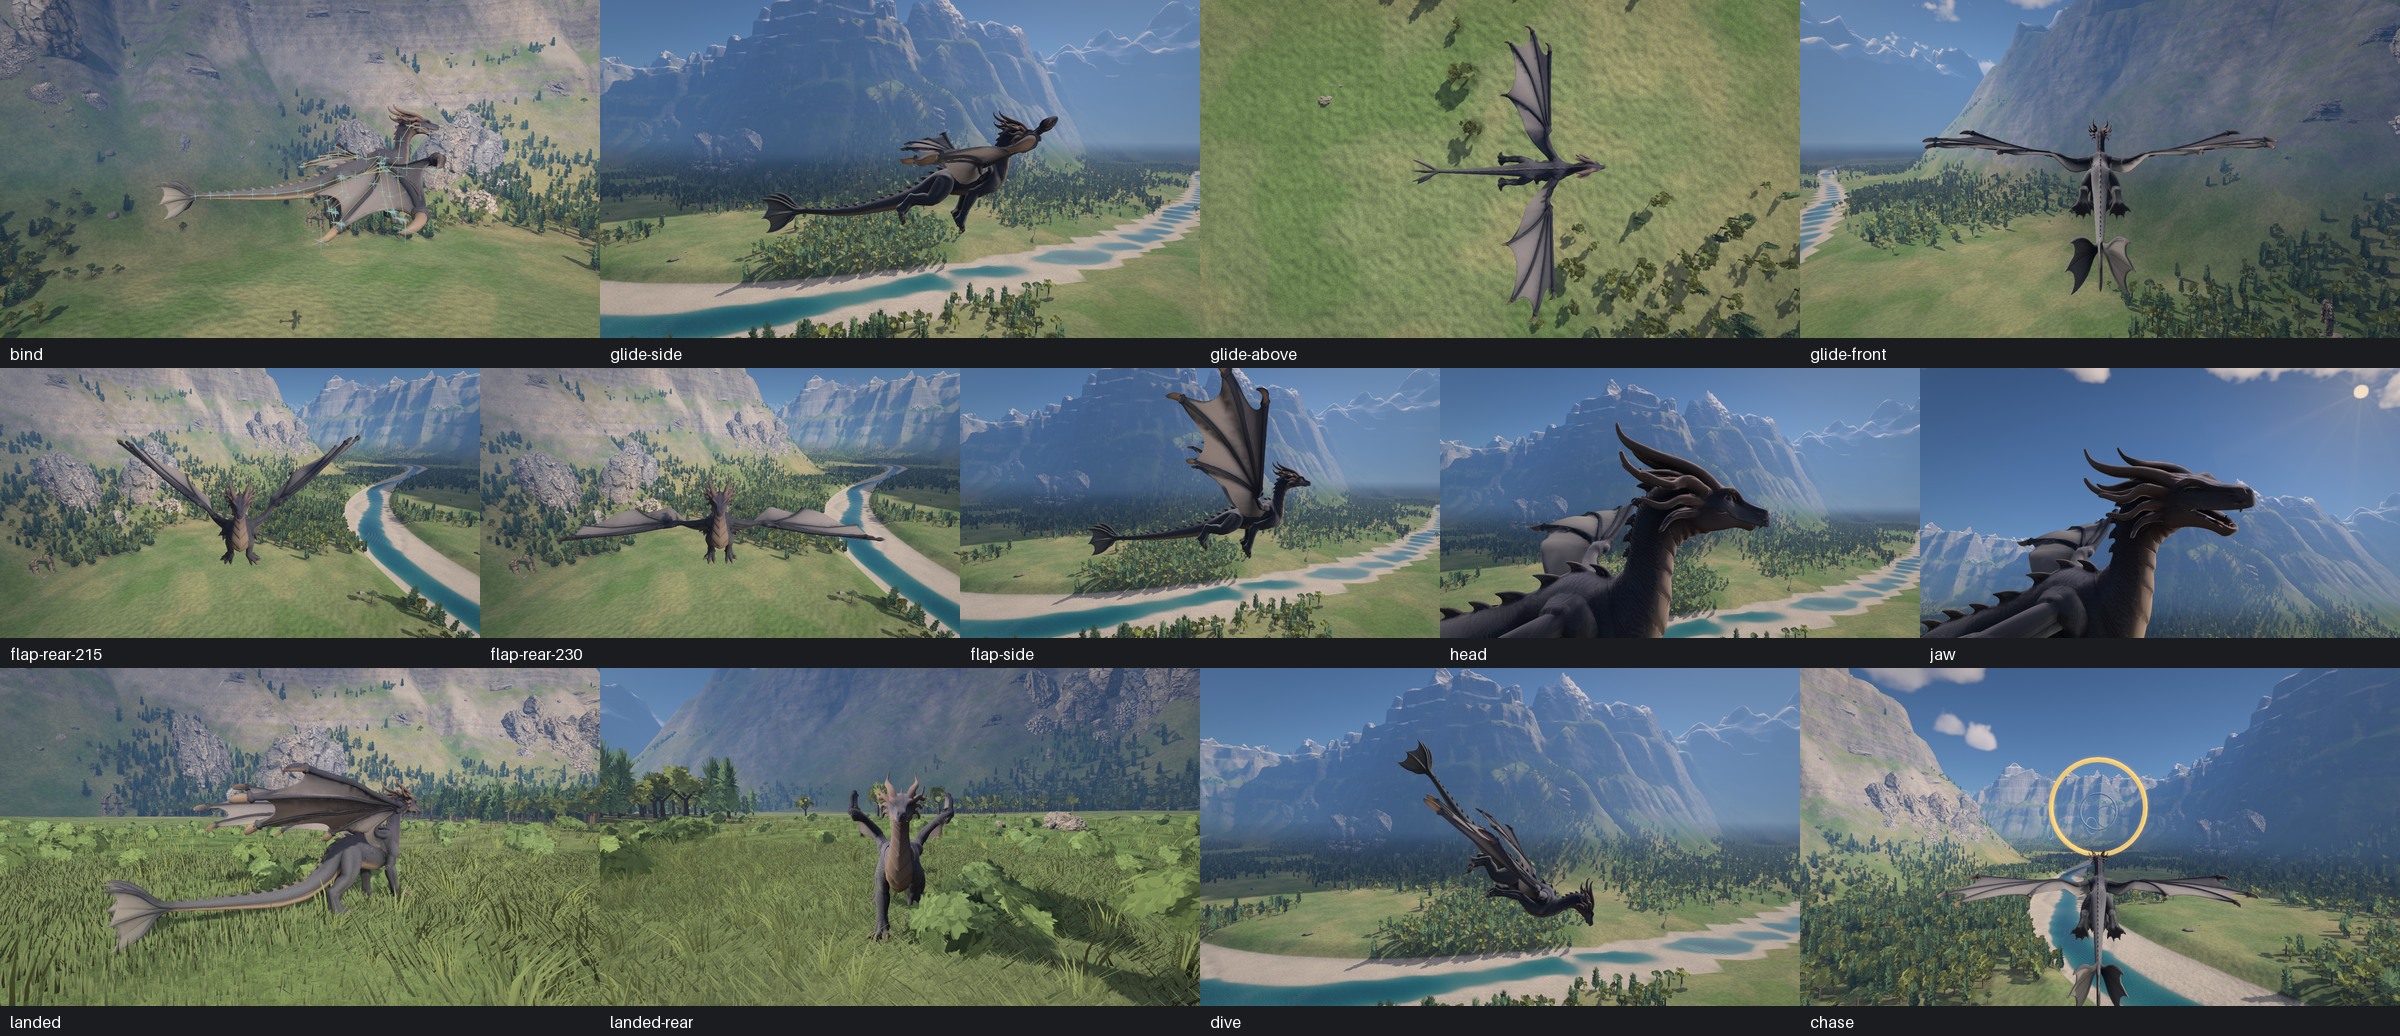 bind
glide-side
glide-above
glide-front
flap-rear-215
flap-rear-230
flap-side
head
jaw
landed
landed-rear
dive
chase